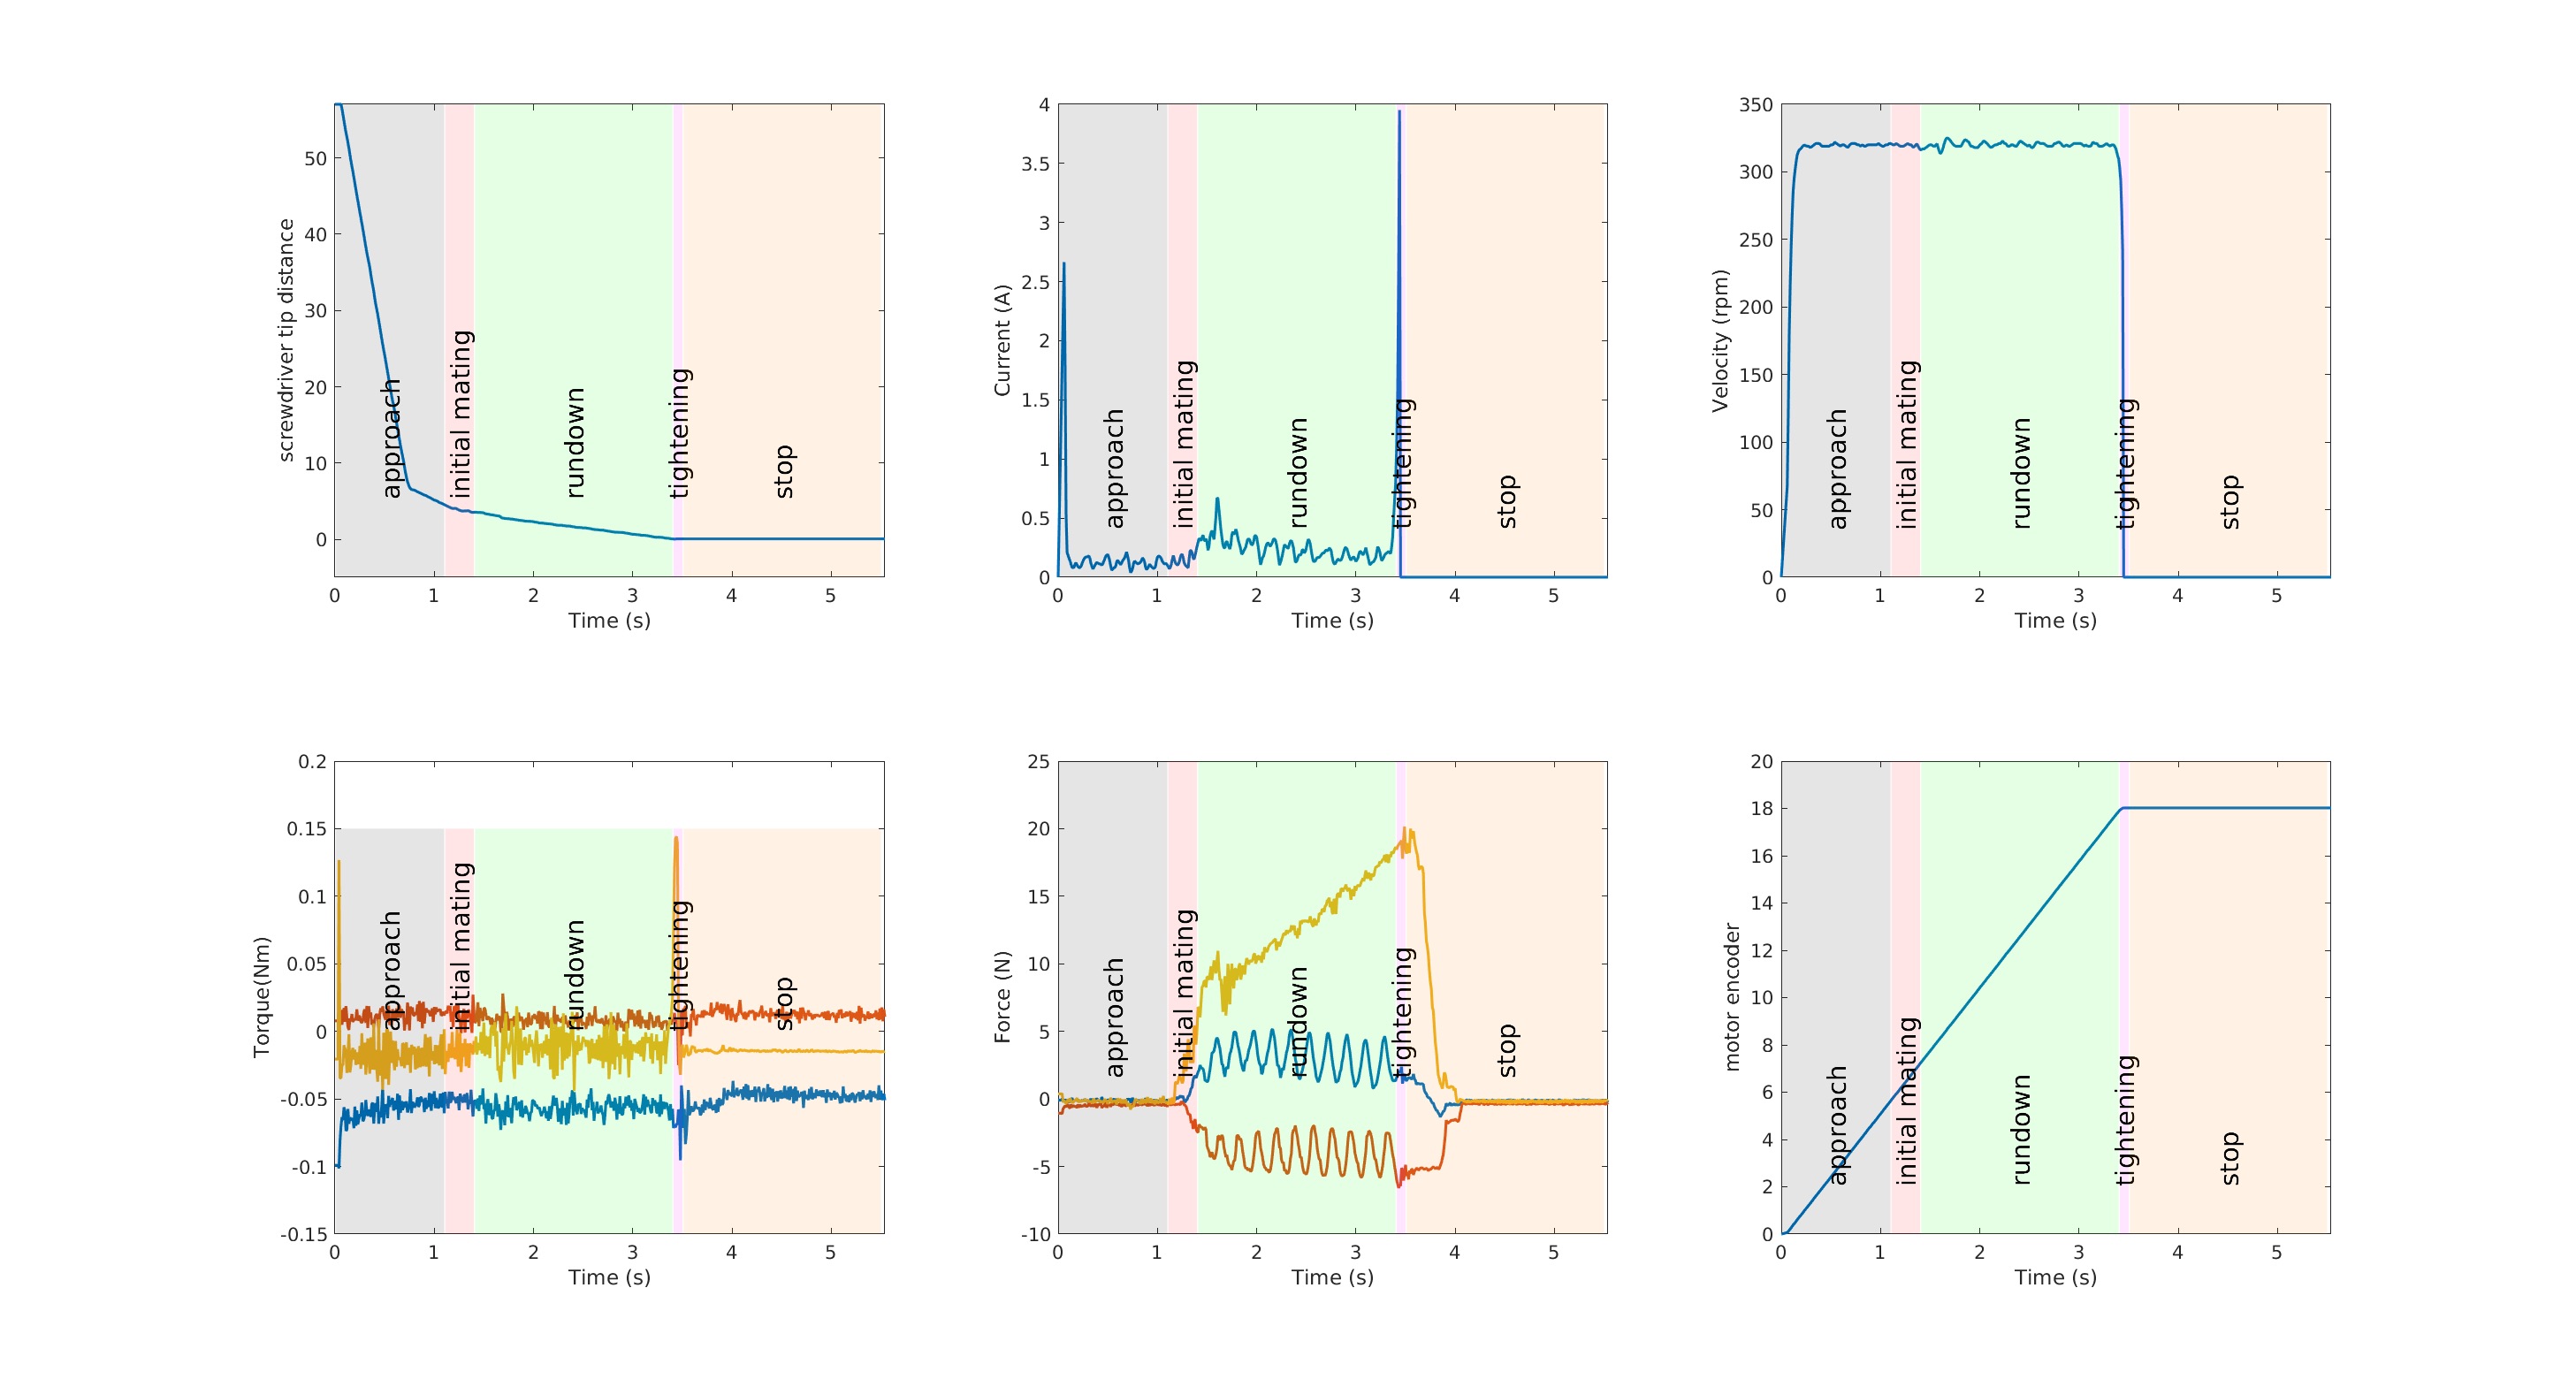 screwdriver tip distance
50
40
30
20
10
0
approach
initial mating
rundown
tightening
stop
0 1 2 3 4 5
Time (s)
Current (A)
4
3.5
3
2.5
2
1.5
1
0.5
0
approach
initial mating
rundown
tightening
stop
0 1 2 3 4 5
Time (s)
Velocity (rpm)
350
300
250
200
150
100
50
0
approach
initial mating
rundown
tightening
stop
0 1 2 3 4 5
Time (s)
Torque(Nm)
0.2
0.15
0.1
0.05
0
-0.05
-0.1
-0.15
approach
initial mating
rundown
tightening
stop
0 1 2 3 4 5
Time (s)
Force (N)
25
20
15
10
5
0
-5
-10
approach
initial mating
rundown
tightening
stop
0 1 2 3 4 5
Time (s)
motor encoder
20
18
16
14
12
10
8
6
4
2
0
approach
initial mating
rundown
tightening
stop
0 1 2 3 4 5
Time (s)